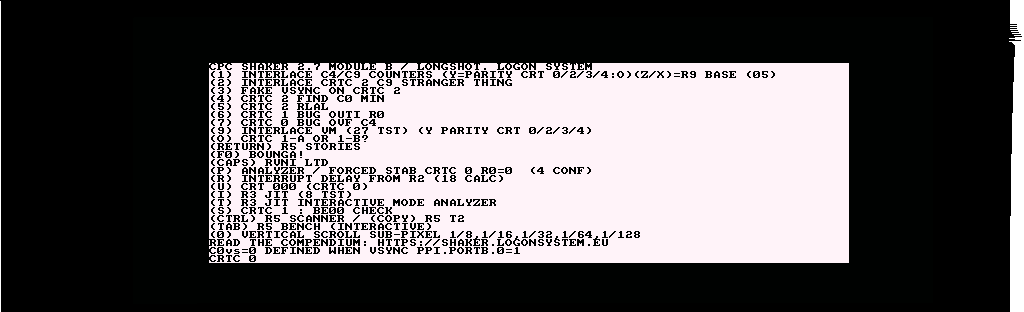 CPC SHAKER 2.7 MODULE B / LONGSHOT. LOGON SYSTEM
(1) INTERLACE C4/C9 COUNTERS (Y=PARITY CRT 0/2/3/4:O)(Z/X)=R9 BASE (05)
(2) INTERLACE CRTC 2 C9 STRANGER THING
(3) FAKE VSYNC ON CRTC 2
(4) CRTC 2 FIND C0 MIN
(5) CRTC 2 RLAL
(6) CRTC 1 BUG OUTI R0
(7) CRTC 0 BUG OVF C4
(9) INTERLACE VM (27 TST) (Y PARITY CRT 0/2/3/4)
(O) CRTC 1-A OR 1-B?
(RETURN) R5 STORIES
(F0) BOUNGA!
(CAPS) RVNI LTD
(P) ANALYZER / FORCED STAB CRTC 0 R0=0 (4 CONF)
(R) INTERRUPT DELAY FROM R2 (18 CALC)
(U) CRT 000 (CRTC 0)
(I) R3 JIT (8 TST)
(T) R3 JIT INTERACTIVE MODE ANALYZER
(S) CRTC 1 : BE00 CHECK
(CTRL) R5 SCANNER / (COPY) R5 T2
(TAB) R5 BENCH (INTERACTIVE)
(0) VERTICAL SCROLL SUB-PIXEL 1/8,1/16,1/32,1/64,1/128
READ THE COMPENDIUM: HTTPS://SHAKER.LOGONSYSTEM.EU
C0vs=0 DEFINED WHEN VSYNC PPI.PORTB.0=1
CRTC 0